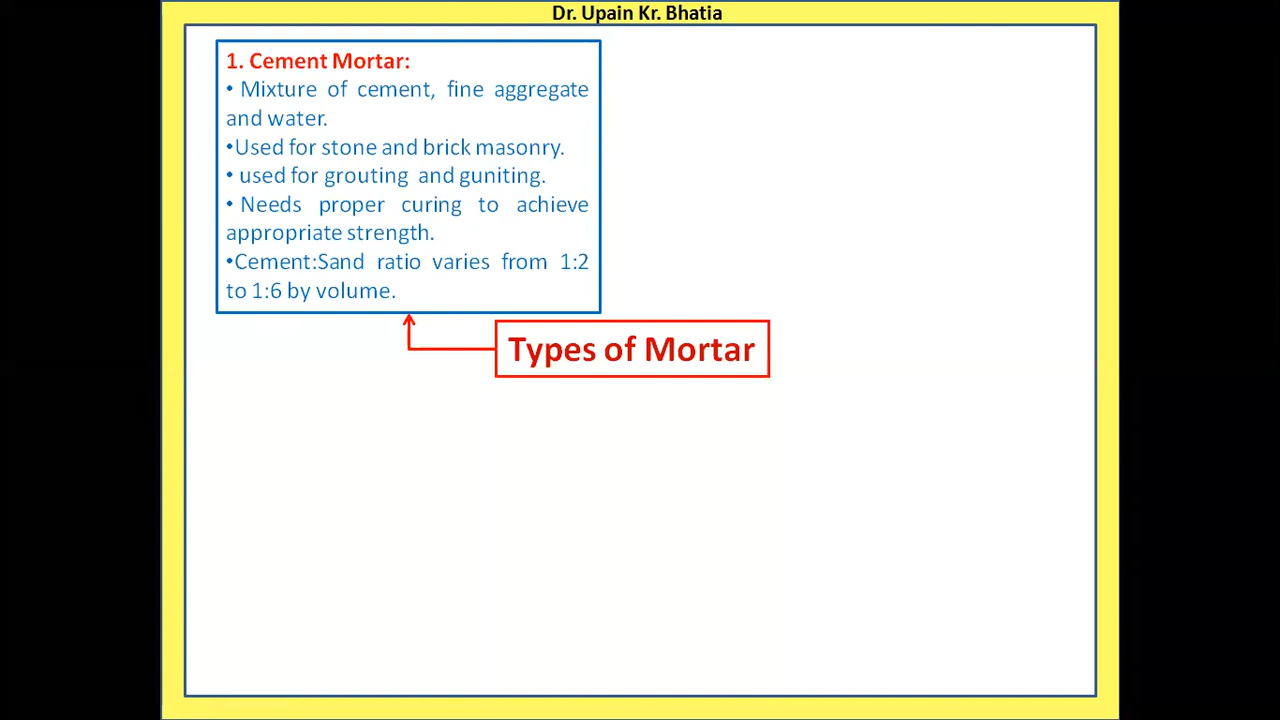 Dr. Upain Kr. Bhatia
1. Cement Mortar:
• Mixture of cement, fine aggregate
and water.
•Used for stone and brick masonry.
• used for grouting and guniting.
• Needs proper curing to achieve
appropriate strength.
•Cement:Sand ratio varies from 1:2
to 1:6 by volume.
Types of Mortar